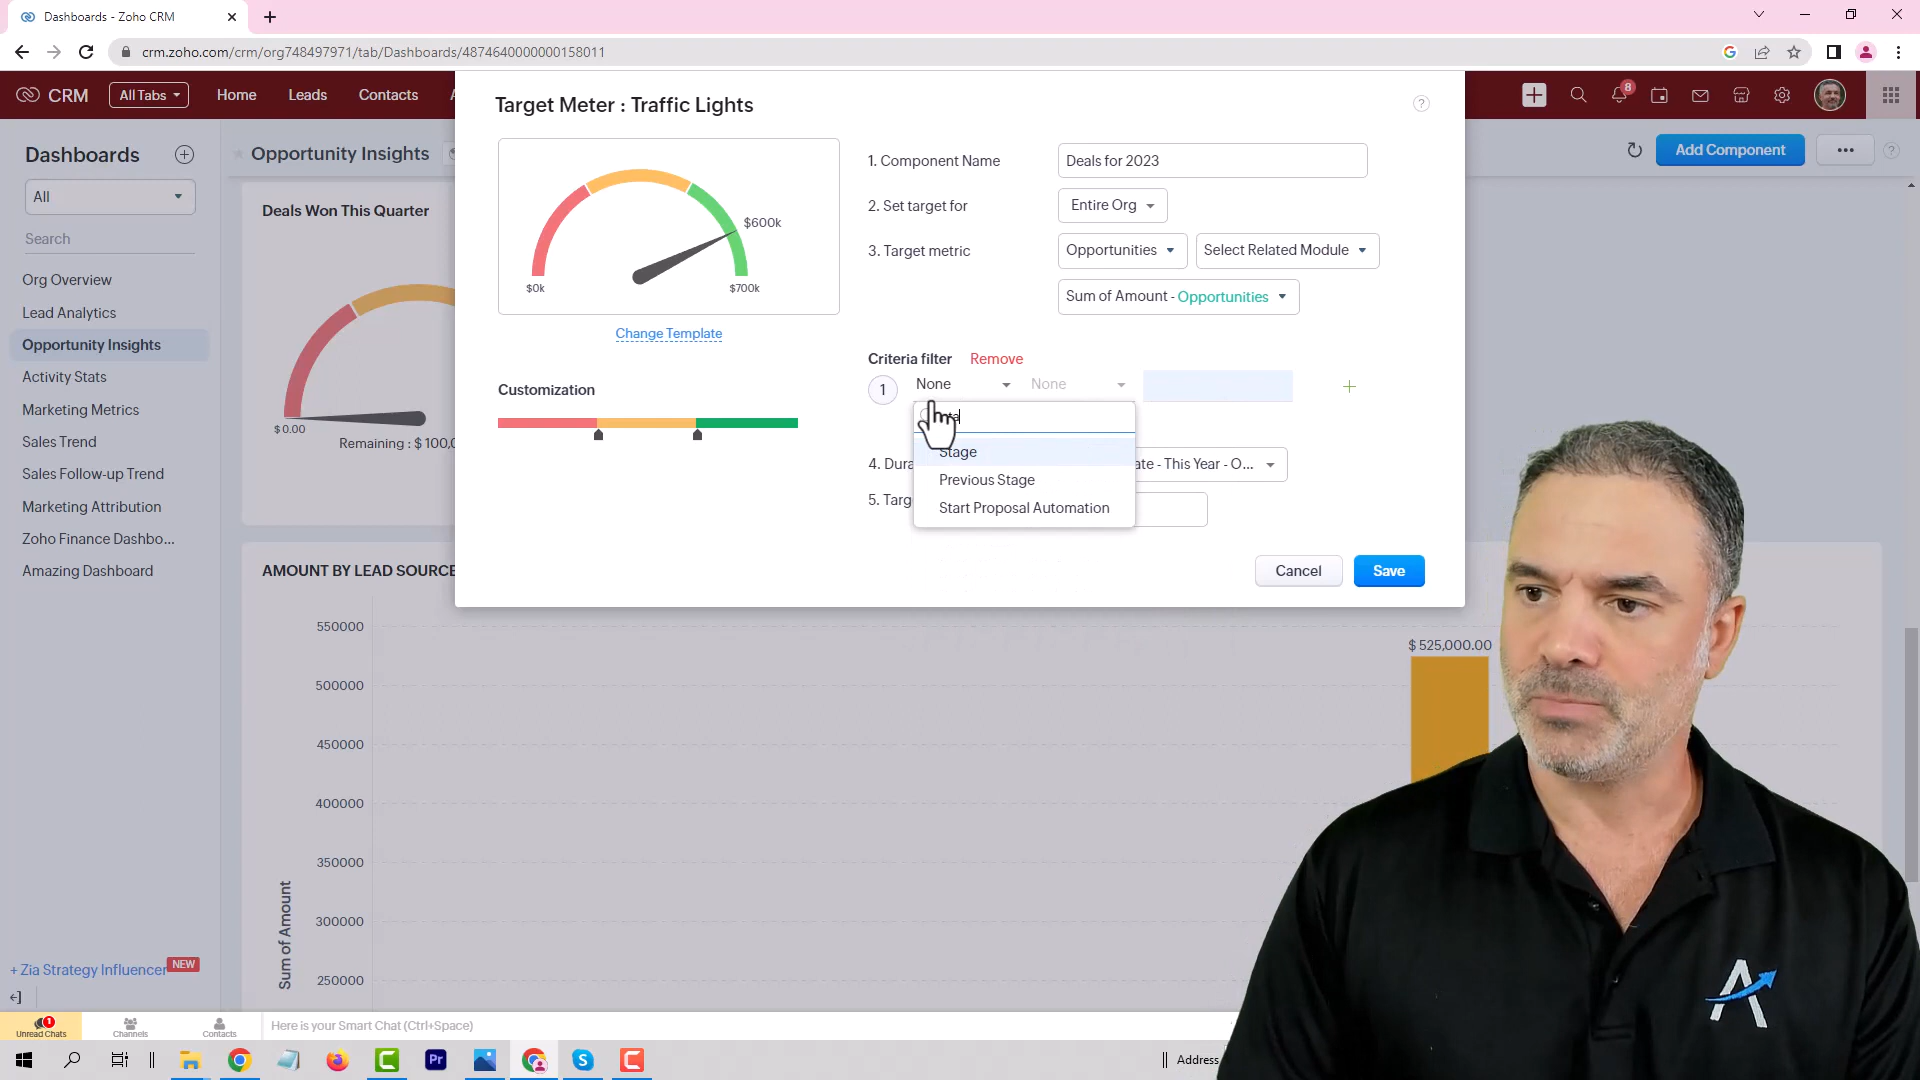 Dashboards - Zoho CRM
crm.zoho.com/crm/org748497971/tab/Dashboards/4874640000000158011
CRM
All Tabs
Home
Leads
Contacts
8
Dashboards
All
Search
Org Overview
Lead Analytics
Opportunity Insights
Activity Stats
Marketing Metrics
Sales Trend
Sales Follow-up Trend
Marketing Attribution
Zoho Finance Dashbo...
Amazing Dashboard
+ Zia Strategy Influencer NEW
Opportunity Insights
Add Component
Deals Won This Quarter
$ 0.00
Remaining : $ 100,0
Target Meter : Traffic Lights
$600k
$0k
$700k
Change Template
Customization
1. Component Name
Deals for 2023
2. Set target for
Entire Org
3. Target metric
Opportunities
Select Related Module
Sum of Amount - Opportunities
Criteria filter Remove
1
None
None
Stage
Previous Stage
Start Proposal Automation
4. Dura
ate - This Year - O...
5. Targ
Cancel
Save
AMOUNT BY LEAD SOURCE
Sum of Amount
550000
500000
450000
400000
350000
300000
250000
$ 525,000.00
1
Unread Chats
Channels
Contacts
Here is your Smart Chat (Ctrl+Space)
Pr
Address